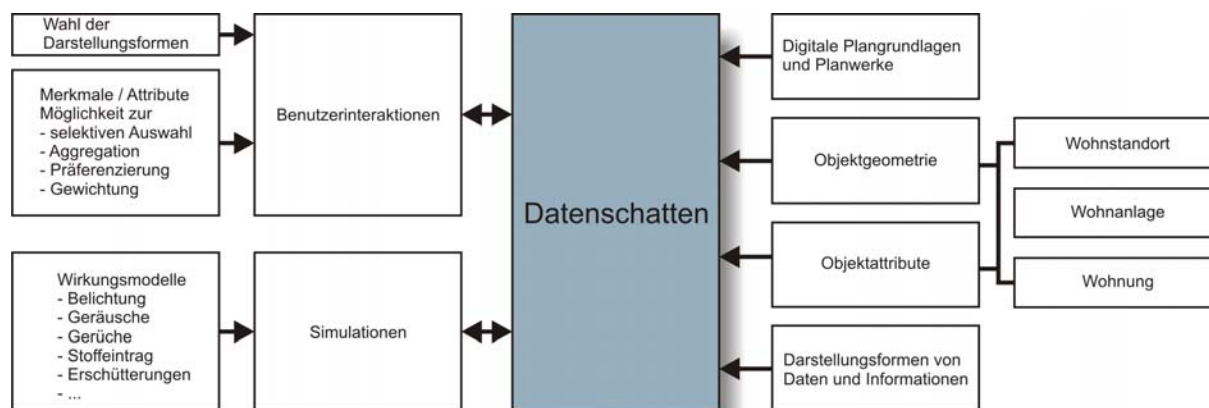 Wahl der
Darstellungsformen
Merkmale / Attribute
Möglichkeit zur
- selektiven Auswahl
- Aggregation
- Präferenzierung
- Gewichtung
Benutzerinteraktionen
Wirkungsmodelle
- Belichtung
- Geräusche
- Gerüche
- Stoffeintrag
- Erschütterungen
- ...
Simulationen
Datenschatten
Digitale Plangrundlagen
und Planwerke
Objektgeometrie
Objektattribute
Darstellungsformen von
Daten und Informationen
Wohnstandort
Wohnanlage
Wohnung